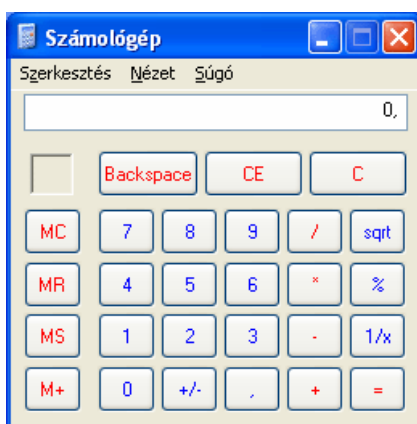 Számológép
Szerkesztés Nézet Súgó
0,
Backspace CE C
MC 7 8 9 / sqrt
MR 4 5 6 * %
MS 1 2 3 - 1/x
M+ 0 +/- , + =